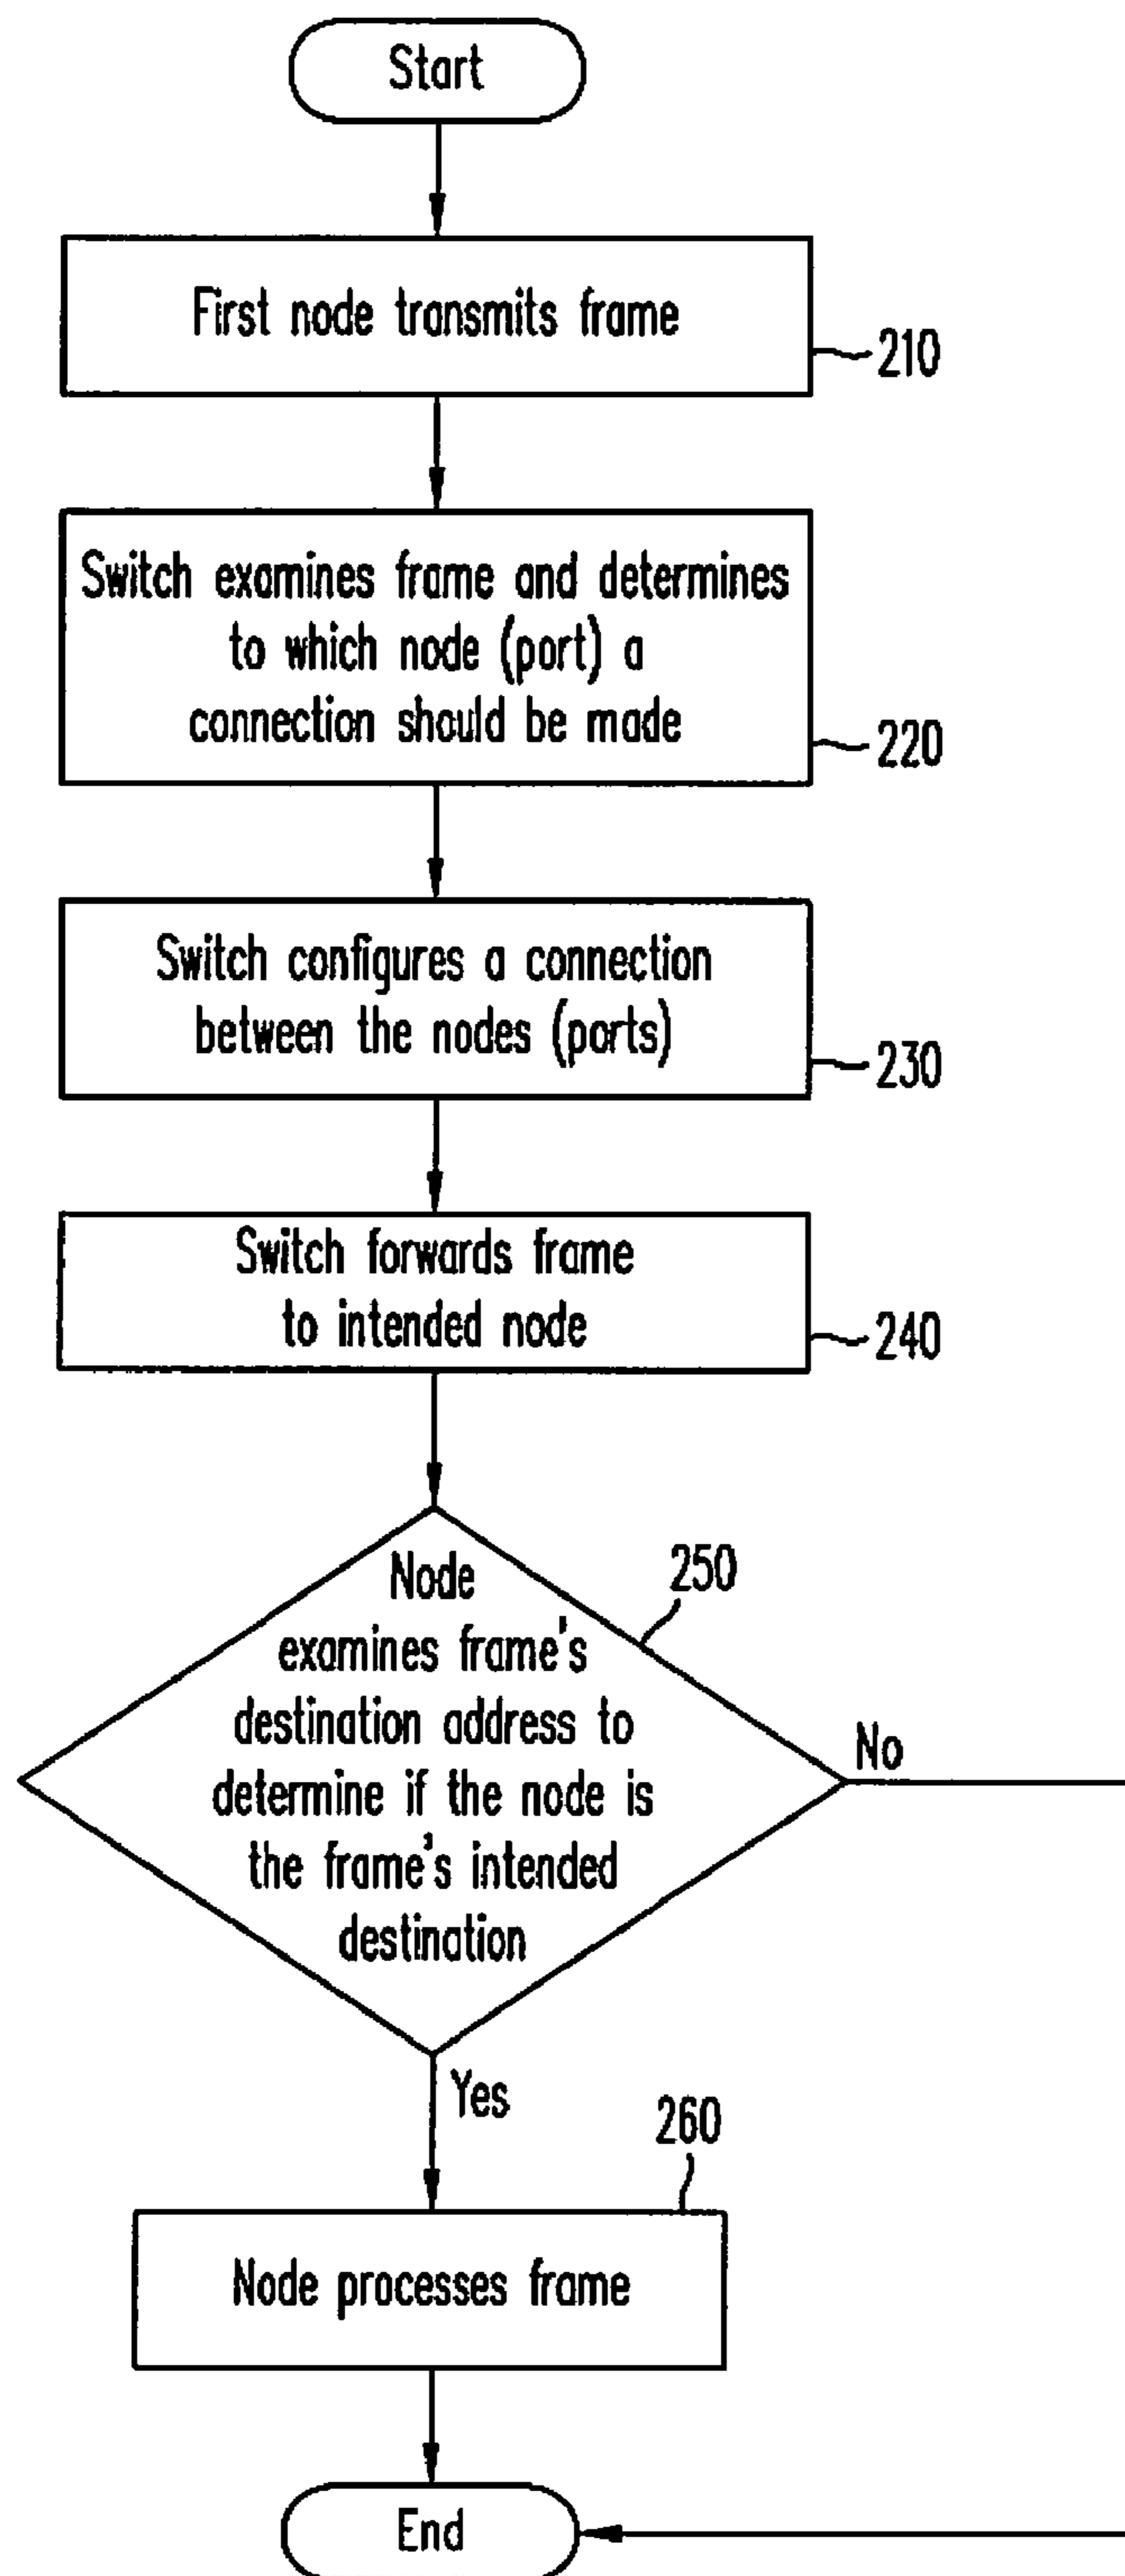 Start
First node transmits frame
210
Switch examines frame and determines
to which node (port) a
connection should be made
220
Switch configures a connection
between the nodes (ports)
230
Switch forwards frame
to intended node
240
Node
examines frame's
destination address to
determine if the node is
the frame's intended
destination
250
No
Yes
260
Node processes frame
End